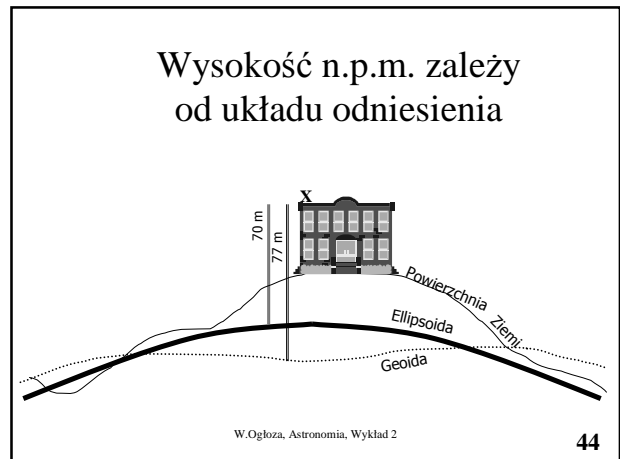 Wysokość n.p.m. zależy
od układu odniesienia
X
70 m
77 m
Powierzchnia Ziemi
Ellipsoida
Geoida
W.Ogłoza, Astronomia, Wykład 2
44